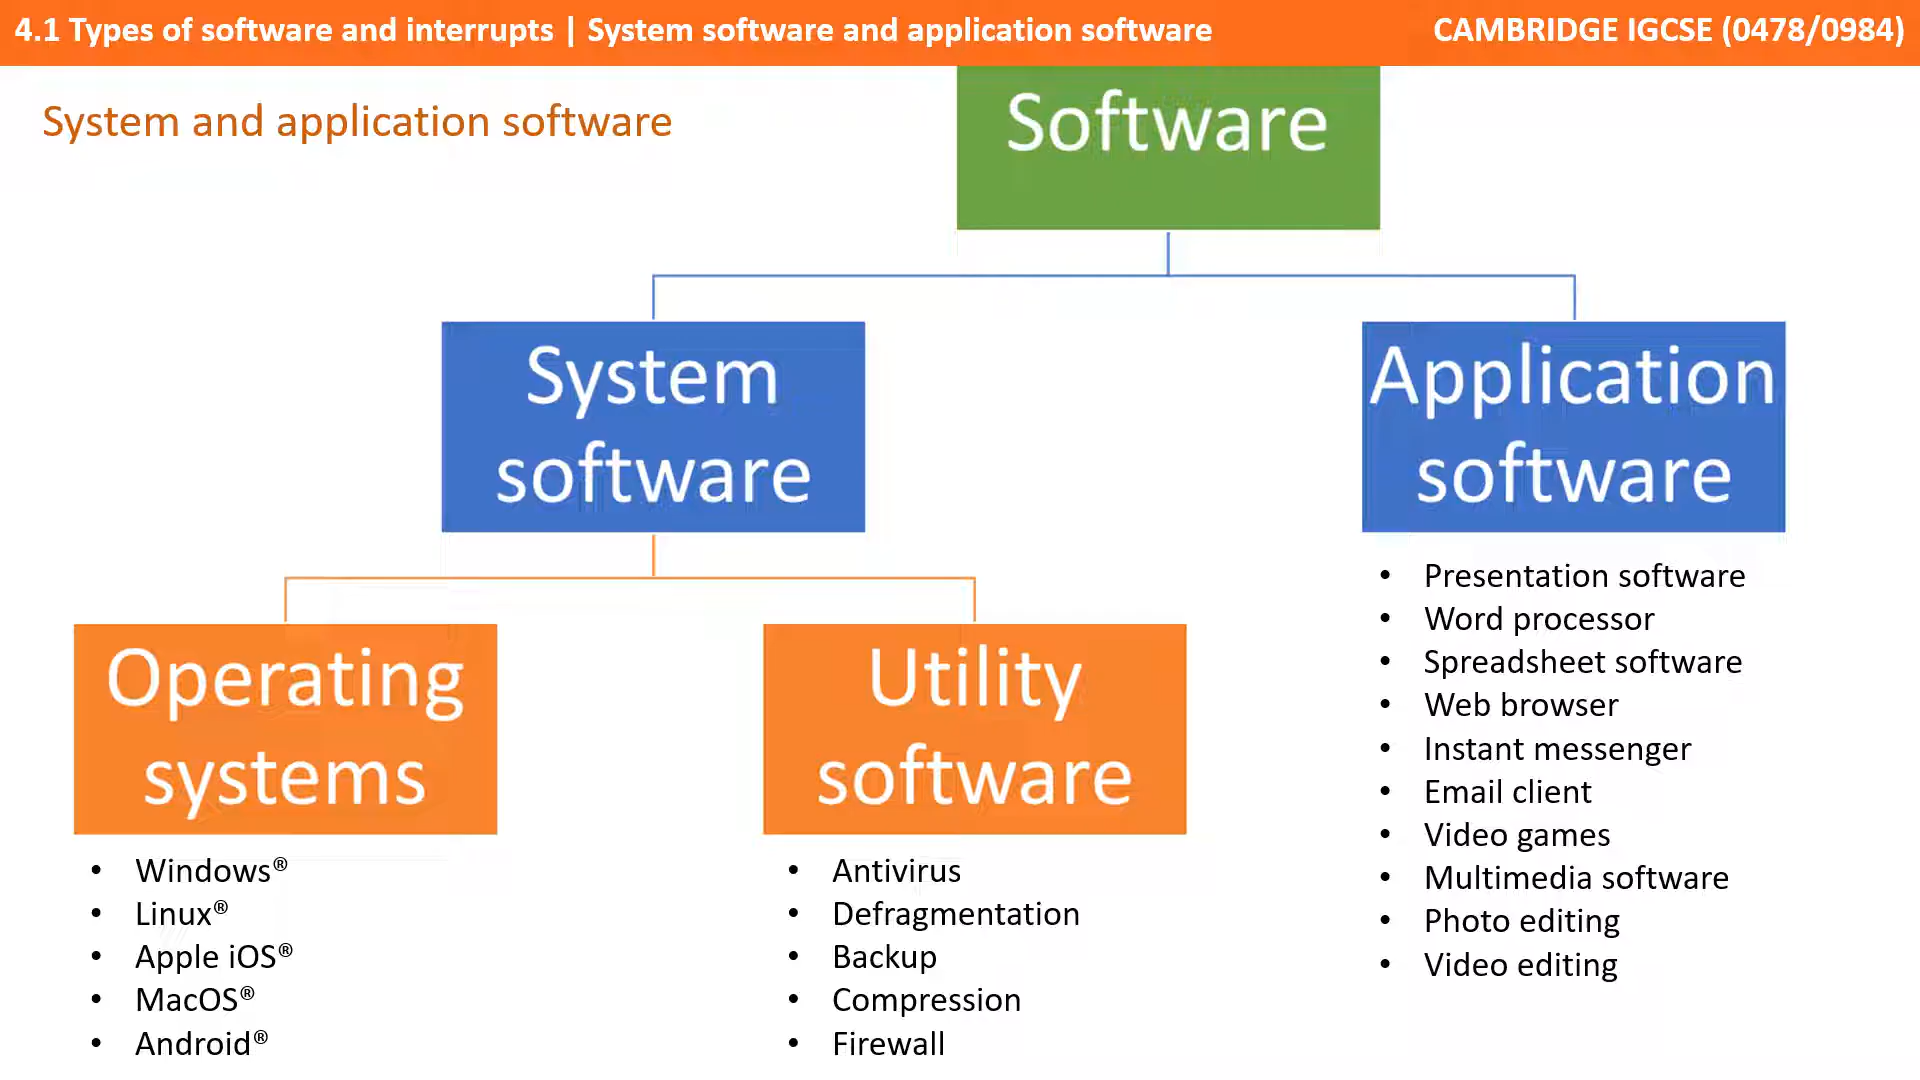 4.1 Types of software and interrupts | System software and application software
CAMBRIDGE IGCSE (0478/0984)
System and application software
Software
System
software
Application
software
Operating
systems
• Windows®
• Linux®
• Apple iOS®
• MacOS®
• Android®
Utility
software
• Antivirus
• Defragmentation
• Backup
• Compression
• Firewall
• Presentation software
• Word processor
• Spreadsheet software
• Web browser
• Instant messenger
• Email client
• Video games
• Multimedia software
• Photo editing
• Video editing